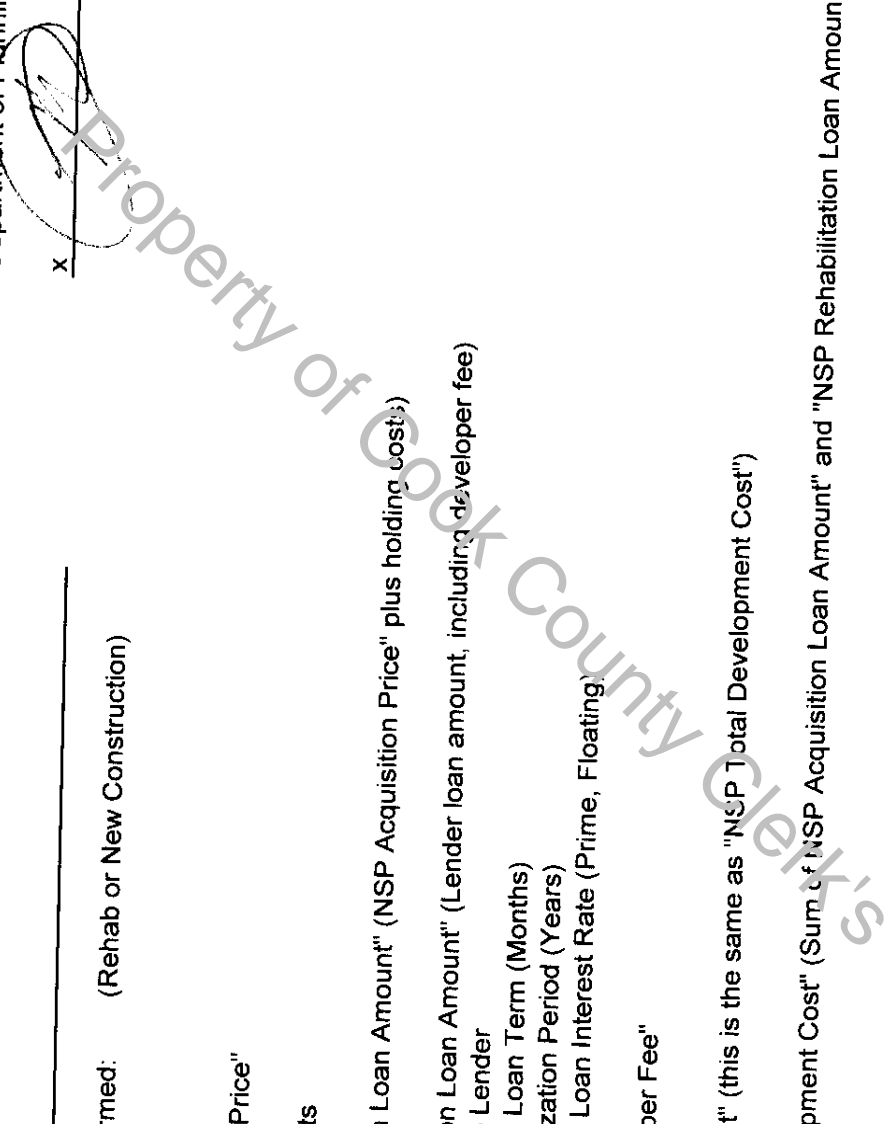 x
rmed: (Rehab or New Construction)
Price"
ts
Loan Amount" (NSP Acquisition Price" plus holding costs)
n Loan Amount" (Lender loan amount, including developer fee)
Lender
Loan Term (Months)
zation Period (Years)
Loan Interest Rate (Prime, Floating)
per Fee"
t" (this is the same as "NSP Total Development Cost")
pment Cost" (Sum of NSP Acquisition Loan Amount" and "NSP Rehabilitation Loan Amoun
Property of Cook County Clerk's